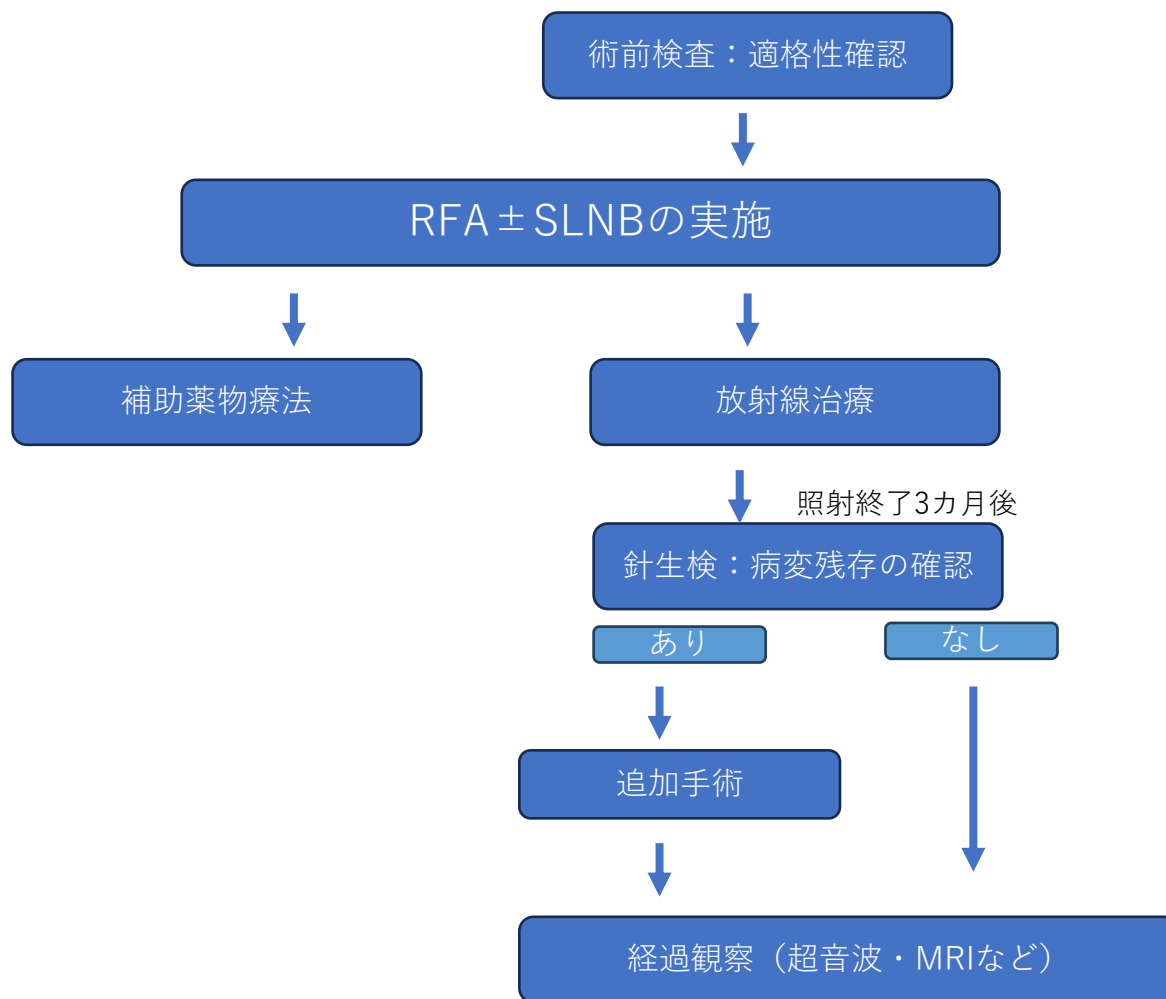 術前検査：適格性確認
RFA±SLNBの実施
補助薬物療法
放射線治療
照射終了3カ月後
針生検：病変残存の確認
あり
なし
追加手術
経過観察（超音波・MRIなど）